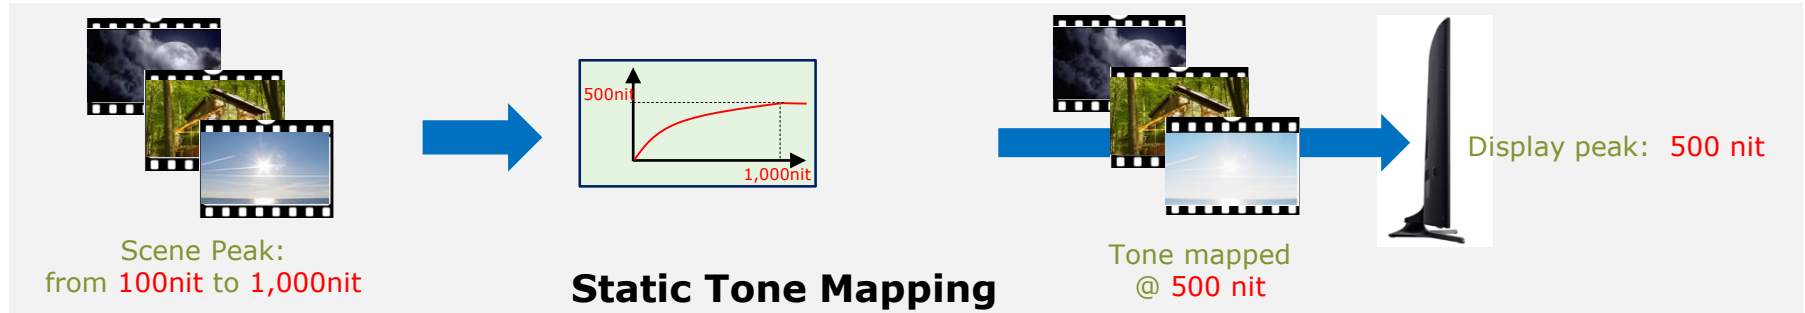 500nit
1,000nit
Scene Peak:
from 100nit to 1,000nit
Static Tone Mapping
Tone mapped
@ 500 nit
Display peak: 500 nit